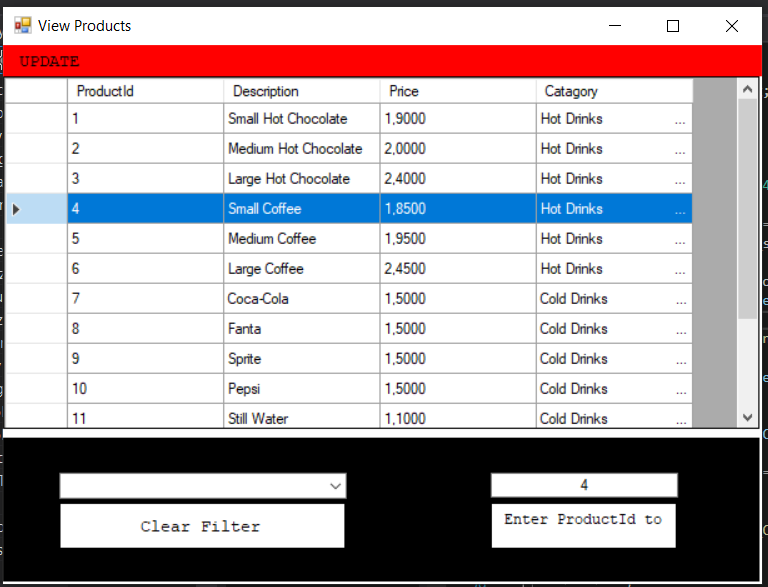 View Products
UPDATE
ProductId Description Price Catagory
1 Small Hot Chocolate 1,9000 Hot Drinks ...
2 Medium Hot Chocolate 2,0000 Hot Drinks ...
3 Large Hot Chocolate 2,4000 Hot Drinks ...
4 Small Coffee 1,8500 Hot Drinks ...
5 Medium Coffee 1,9500 Hot Drinks ...
6 Large Coffee 2,4500 Hot Drinks ...
7 Coca-Cola 1,5000 Cold Drinks ...
8 Fanta 1,5000 Cold Drinks ...
9 Sprite 1,5000 Cold Drinks ...
10 Pepsi 1,5000 Cold Drinks ...
11 Still Water 1,1000 Cold Drinks ...
4
Clear Filter Enter ProductId to